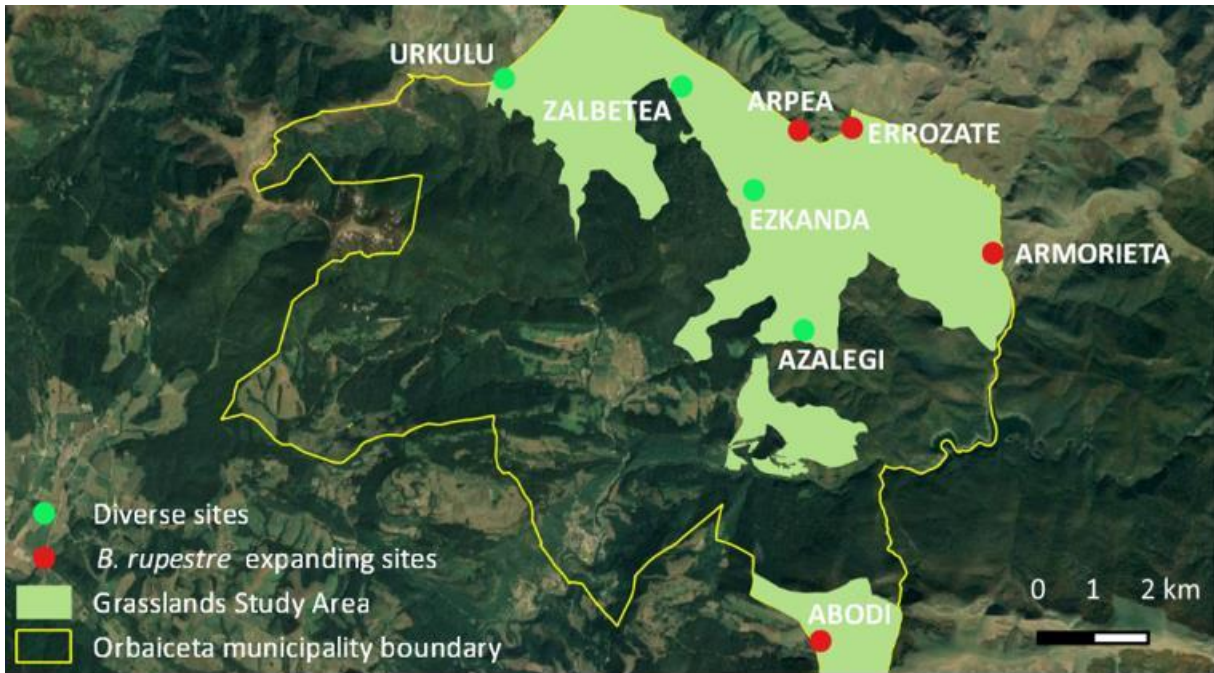 URKULU
ZALBETEA
ARPEA
ERROZATE
EZKANDA
ARMORIETA
AZALEGI
Diverse sites
B. rupestre expanding sites
Grasslands Study Area
Orbaiceta municipality boundary
ABODI
0 1 2 km